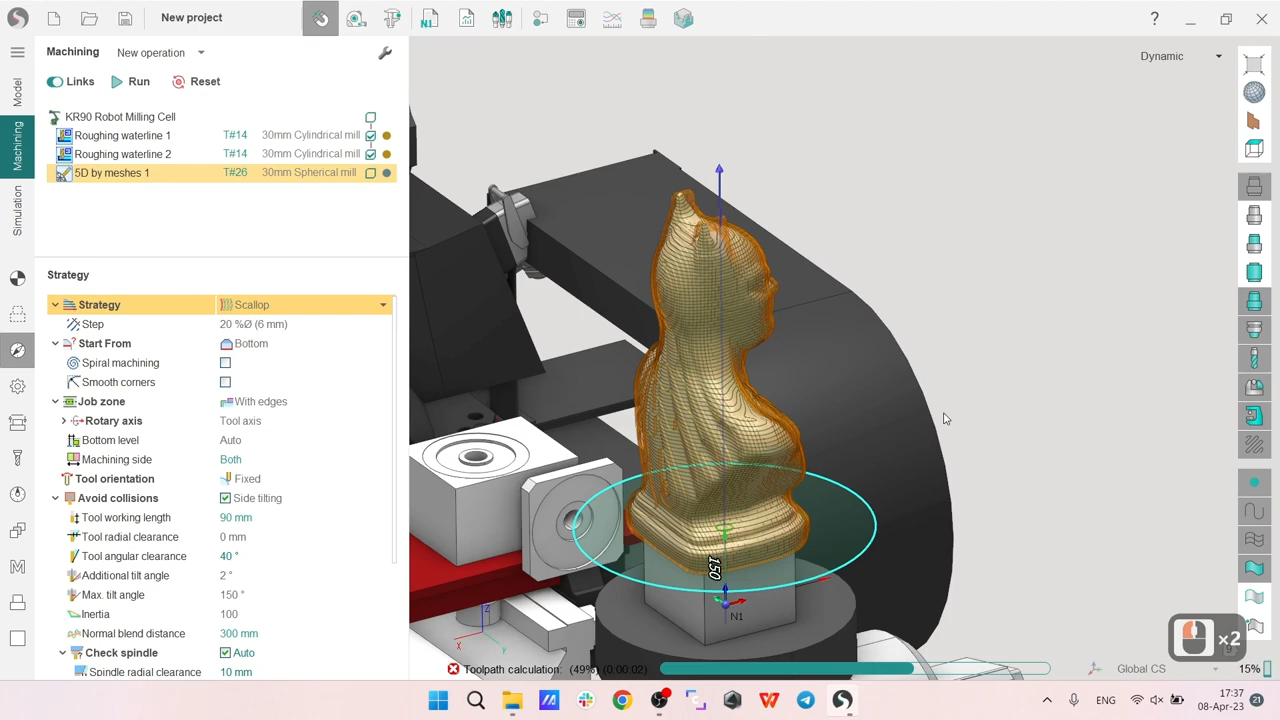 New project
Machining New operation
Links Run Reset
Model
Machining
Simulation
KR90 Robot Milling Cell
Roughing waterline 1 T#14 30mm Cylindrical mill
Roughing waterline 2 T#14 30mm Cylindrical mill
5D by meshes 1 T#26 30mm Spherical mill
Strategy
Strategy Scallop
Step 20 %Ø (6 mm)
Start From Bottom
Spiral machining
Smooth corners
Job zone With edges
Rotary axis Tool axis
Bottom level Auto
Machining side Both
Tool orientation Fixed
Avoid collisions Side tilting
Tool working length 90 mm
Tool radial clearance 0 mm
Tool angular clearance 40 °
Additional tilt angle 2 °
Max. tilt angle 150 °
Inertia 100
Normal blend distance 300 mm
Check spindle Auto
Spindle radial clearance 10 mm
Dynamic
150
N1
Z
X
Y
Toolpath calculation: (49%) (0:00:02)
×2
Global CS 15%
ENG 17:37
08-Apr-23 21